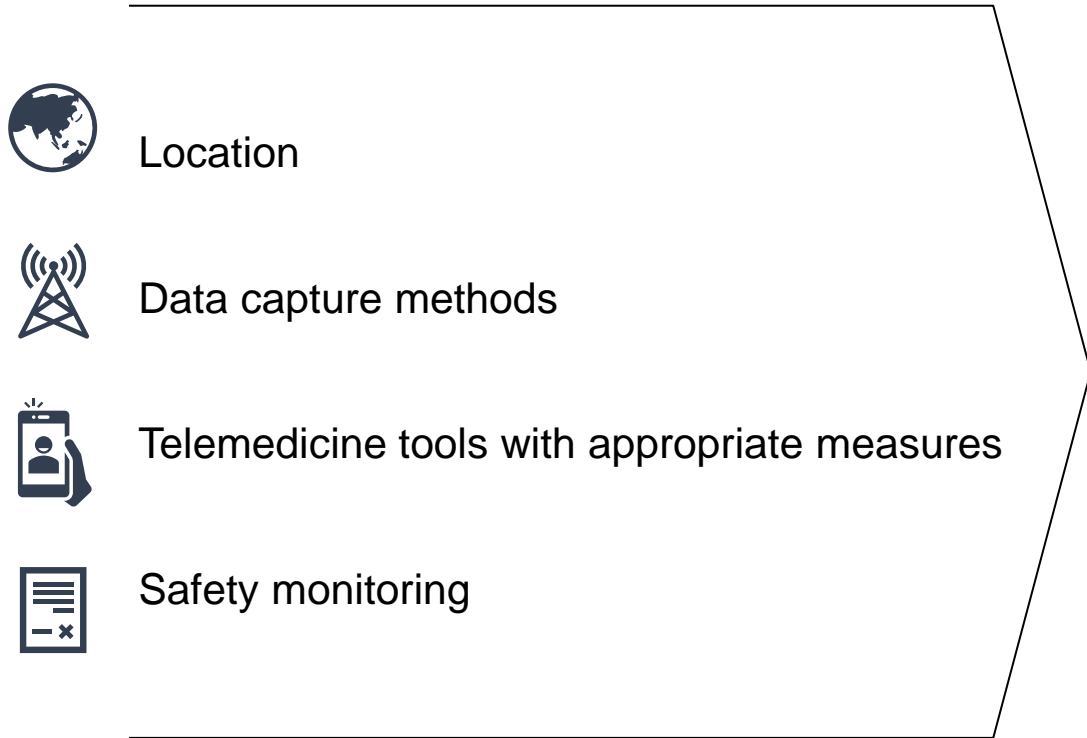 Location
Data capture methods
Telemedicine tools with appropriate measures
Safety monitoring